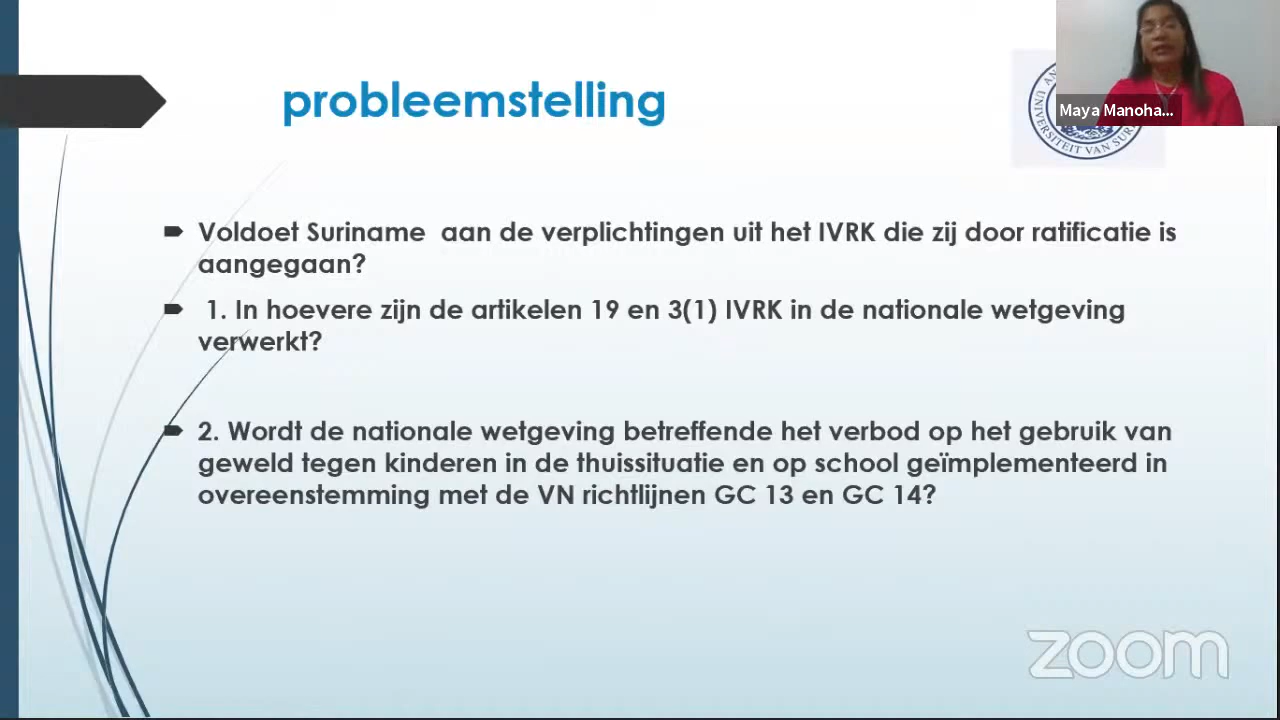 probleemstelling
Maya Manoha...
UNIVERSITEIT VAN
Voldoet Suriname aan de verplichtingen uit het IVRK die zij door ratificatie is
aangegaan?
1. In hoevere zijn de artikelen 19 en 3(1) IVRK in de nationale wetgeving
verwerkt?
2. Wordt de nationale wetgeving betreffende het verbod op het gebruik van
geweld tegen kinderen in de thuissituatie en op school geïmplementeerd in
overeenstemming met de VN richtlijnen GC 13 en GC 14?
zoom